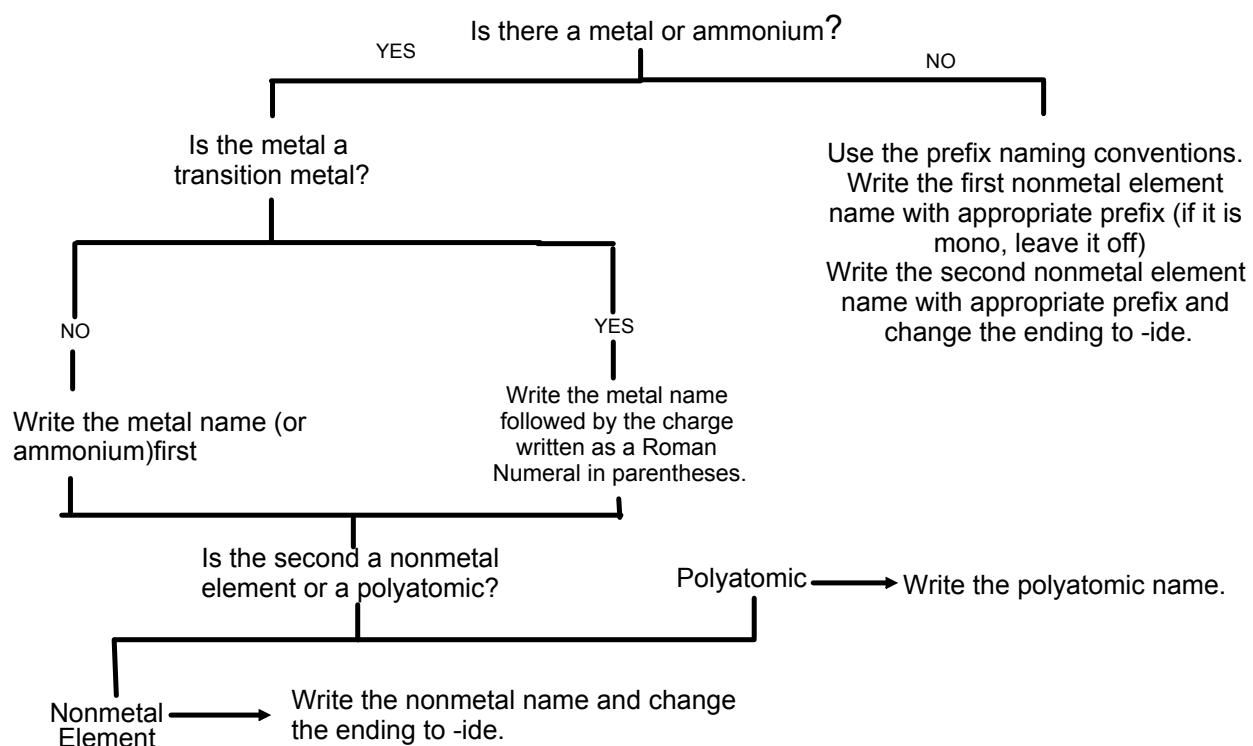 Is there a metal or ammonium?
YES
NO
Is the metal a
transition metal?
Use the prefix naming conventions.
Write the first nonmetal element
name with appropriate prefix (if it is
mono, leave it off)
Write the second nonmetal element
name with appropriate prefix and
change the ending to -ide.
NO
YES
Write the metal name (or
ammonium)first
Write the metal name
followed by the charge
written as a Roman
Numeral in parentheses.
Is the second a nonmetal
element or a polyatomic?
Polyatomic
Write the polyatomic name.
Nonmetal
Element
Write the nonmetal name and change
the ending to -ide.